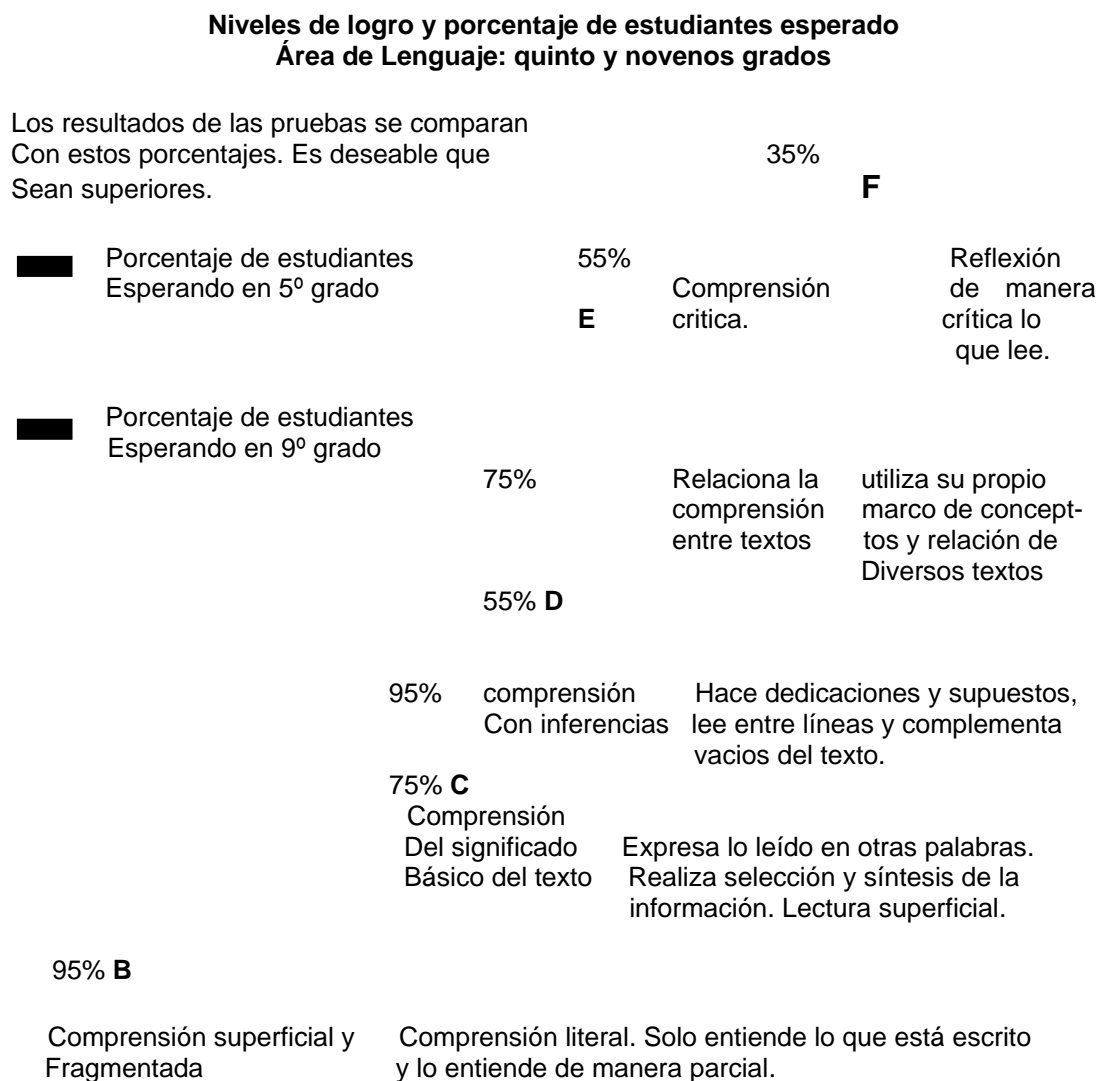 Niveles de logro y porcentaje de estudiantes esperado
Área de Lenguaje: quinto y novenos grados
Los resultados de las pruebas se comparan
Con estos porcentajes. Es deseable que 35%
Sean superiores. F
Porcentaje de estudiantes 55% Reflexión
Esperando en 5º grado Comprensión de manera
E critica. crítica lo
que lee.
Porcentaje de estudiantes
Esperando en 9º grado
75% Relaciona la utiliza su propio
comprensión marco de concept-
entre textos tos y relación de
Diversos textos
55% D
95% comprensión Hace dedicaciones y supuestos,
Con inferencias lee entre líneas y complementa
vacios del texto.
75% C
Comprensión
Del significado Expresa lo leído en otras palabras.
Básico del texto Realiza selección y síntesis de la
información. Lectura superficial.
95% B
Comprensión superficial y Comprensión literal. Solo entiende lo que está escrito
Fragmentada y lo entiende de manera parcial.